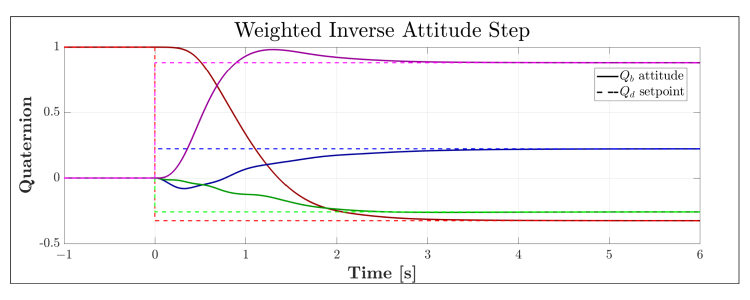 Weighted Inverse Attitude Step
1
0.5
0
-0.5
Quaternion
Q_b attitude
Q_d setpoint
−1
0
1
2
3
4
5
6
Time [s]